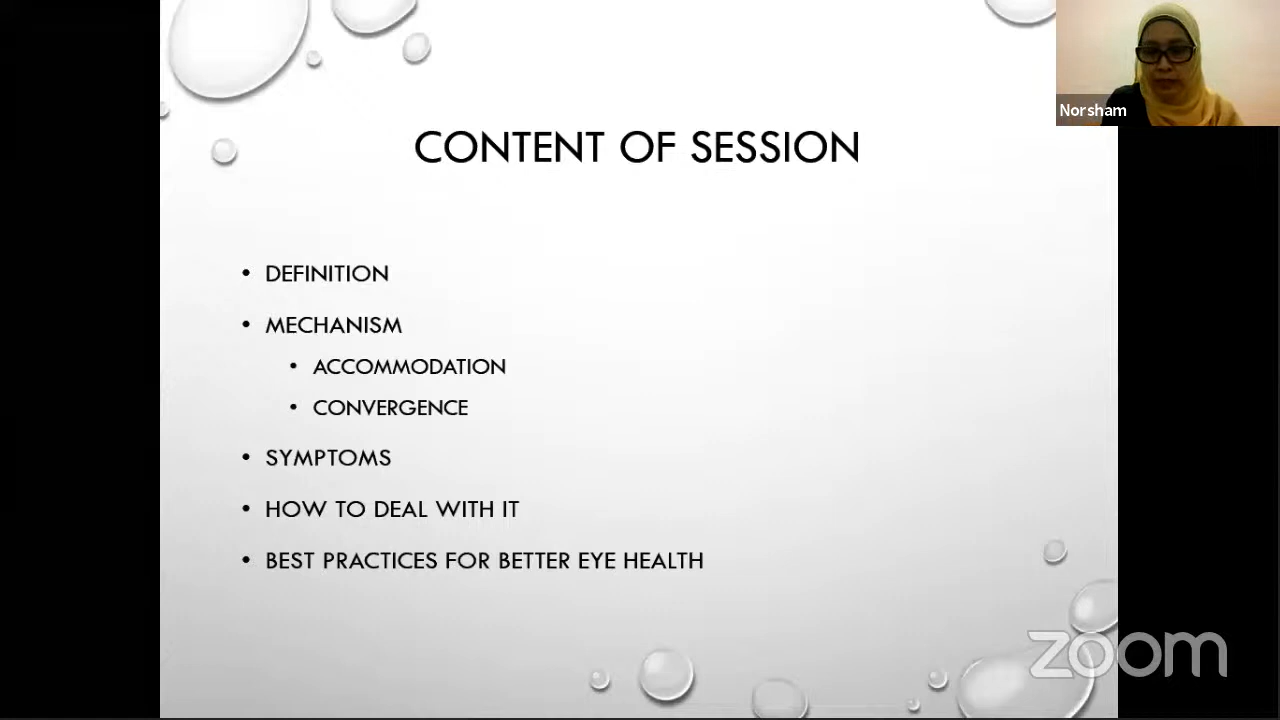 Norsham
CONTENT OF SESSION
• DEFINITION
• MECHANISM
• ACCOMMODATION
• CONVERGENCE
• SYMPTOMS
• HOW TO DEAL WITH IT
• BEST PRACTICES FOR BETTER EYE HEALTH
zoom